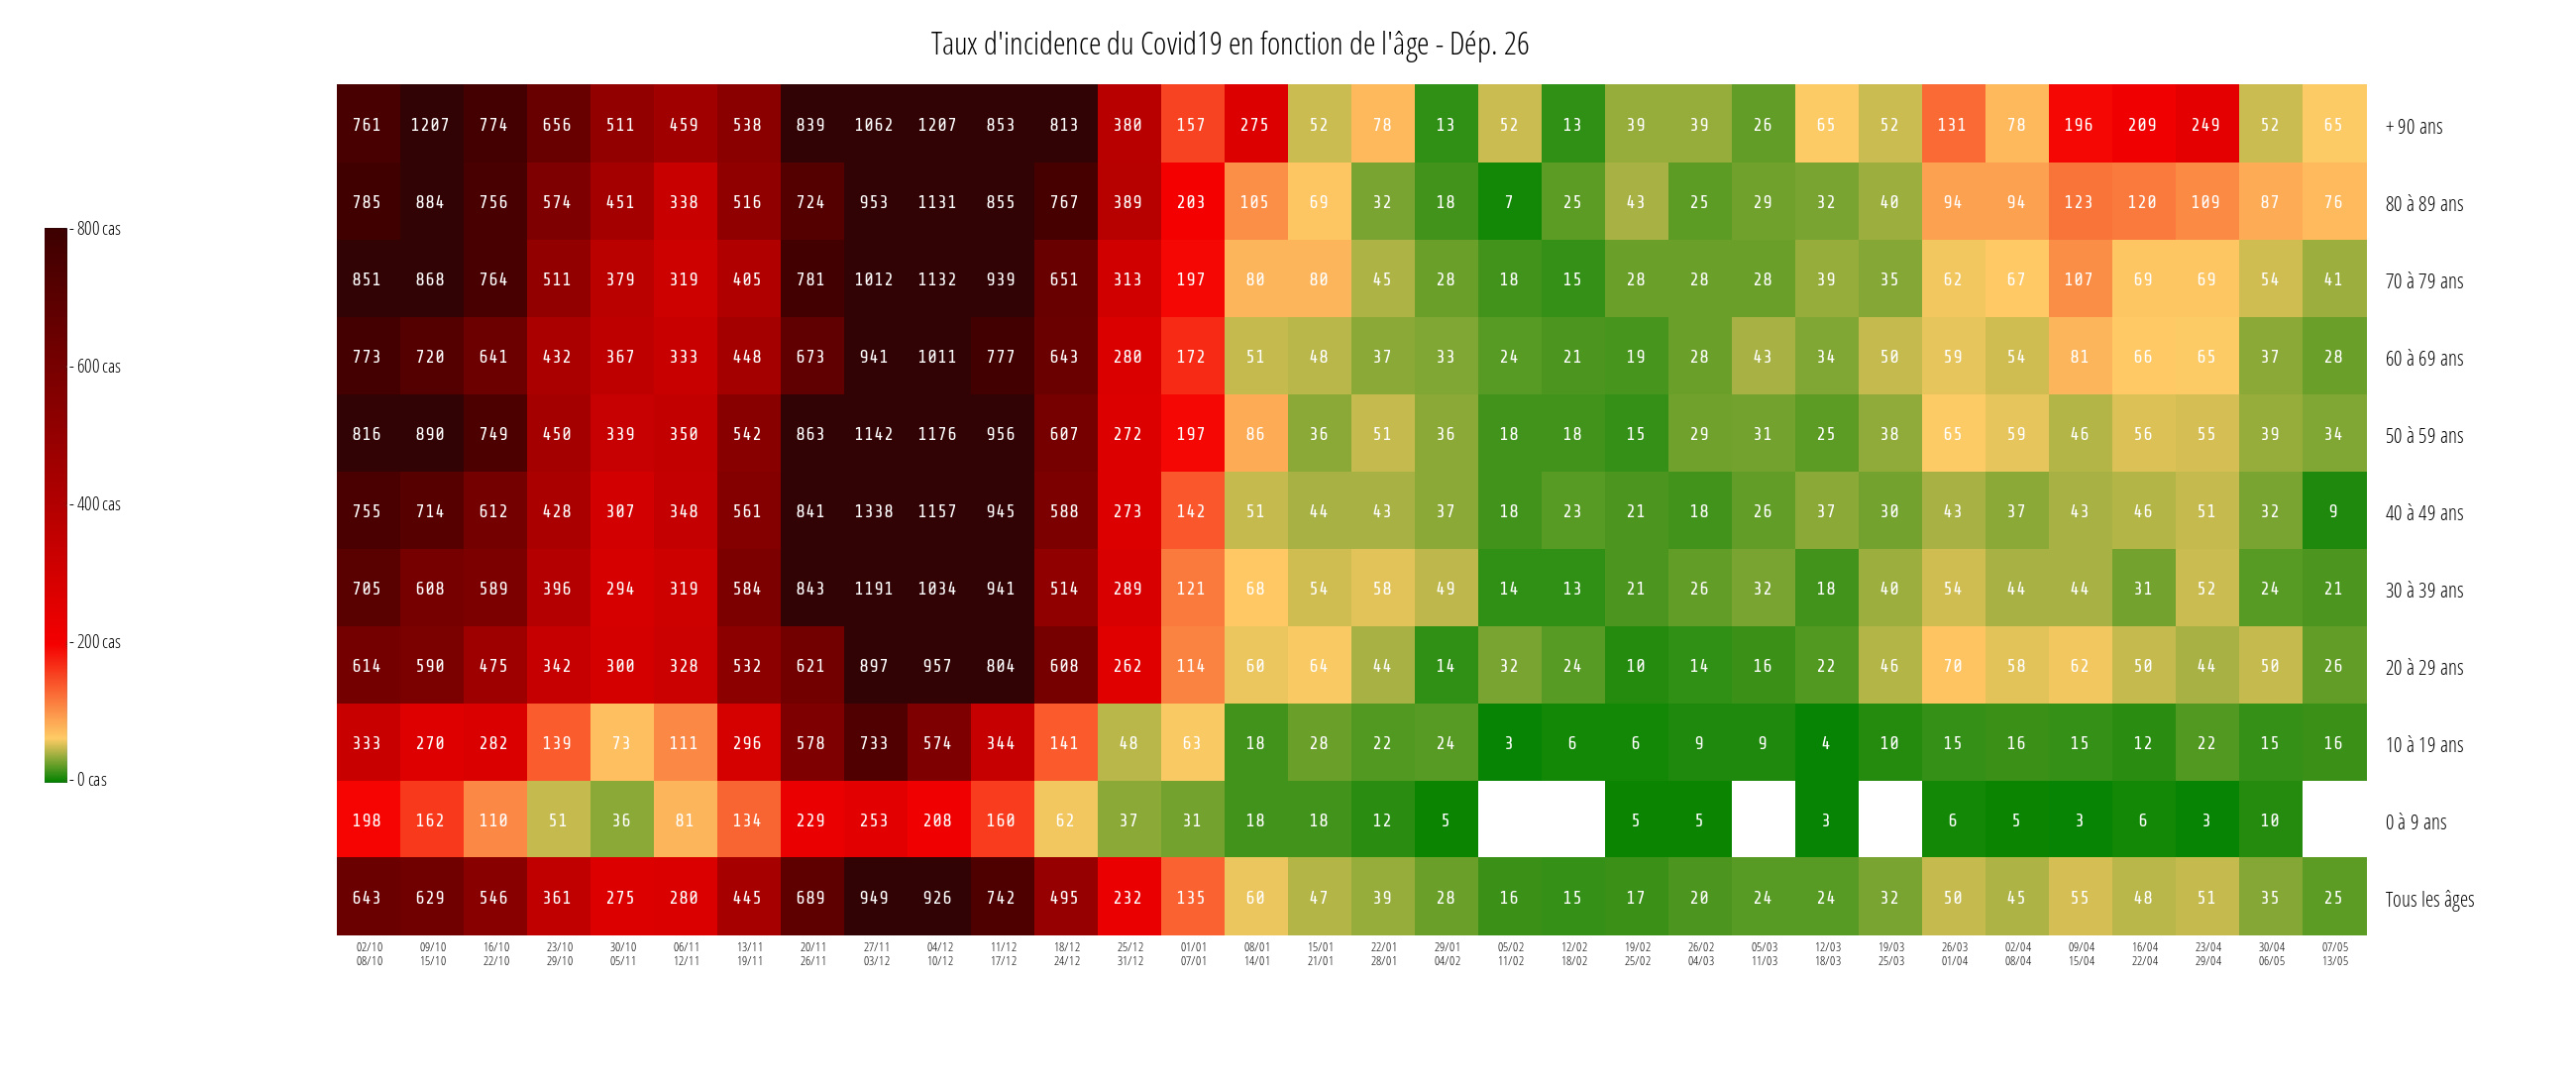 Taux d'incidence du Covid19 en fonction de l'âge - Dép. 26
761 1207 774 656 511 459 538 839 1062 1207 853 813 380 157 275 52 78 13 52 13 39 39 26 65 52 131 78 196 209 249 52 65 + 90 ans
785 884 756 574 451 338 516 724 953 1131 855 767 389 203 105 69 32 18 7 25 43 25 29 32 40 94 94 123 120 109 87 76 80 à 89 ans
- 800 cas
851 868 764 511 379 319 405 781 1012 1132 939 651 313 197 80 80 45 28 18 15 28 28 28 39 35 62 67 107 69 69 54 41 70 à 79 ans
773 720 641 432 367 333 448 673 941 1011 777 643 280 172 51 48 37 33 24 21 19 28 43 34 50 59 54 81 66 65 37 28 60 à 69 ans
- 600 cas
816 890 749 450 339 350 542 863 1142 1176 956 607 272 197 86 36 51 36 18 18 15 29 31 25 38 65 59 46 56 55 39 34 50 à 59 ans
- 400 cas
755 714 612 428 307 348 561 841 1338 1157 945 588 273 142 51 44 43 37 18 23 21 18 26 37 30 43 37 43 46 51 32 9 40 à 49 ans
705 608 589 396 294 319 584 843 1191 1034 941 514 289 121 68 54 58 49 14 13 21 26 32 18 40 54 44 44 31 52 24 21 30 à 39 ans
- 200 cas
614 590 475 342 300 328 532 621 897 957 804 608 262 114 60 64 44 14 32 24 10 14 16 22 46 70 58 62 50 44 50 26 20 à 29 ans
333 270 282 139 73 111 296 578 733 574 344 141 48 63 18 28 22 24 3 6 6 9 9 4 10 15 16 15 12 22 15 16 10 à 19 ans
- 0 cas
198 162 110 51 36 81 134 229 253 208 160 62 37 31 18 18 12 5 5 5 3 6 5 3 6 3 10 0 à 9 ans
643 629 546 361 275 280 445 689 949 926 742 495 232 135 60 47 39 28 16 15 17 20 24 24 32 50 45 55 48 51 35 25 Tous les âges
02/10 09/10 16/10 23/10 30/10 06/11 13/11 20/11 27/11 04/12 11/12 18/12 25/12 01/01 08/01 15/01 22/01 29/01 05/02 12/02 19/02 26/02 05/03 12/03 19/03 26/03 02/04 09/04 16/04 23/04 30/04 07/05
08/10 15/10 22/10 29/10 05/11 12/11 19/11 26/11 03/12 10/12 17/12 24/12 31/12 07/01 14/01 21/01 28/01 04/02 11/02 18/02 25/02 04/03 11/03 18/03 25/03 01/04 08/04 15/04 22/04 29/04 06/05 13/05